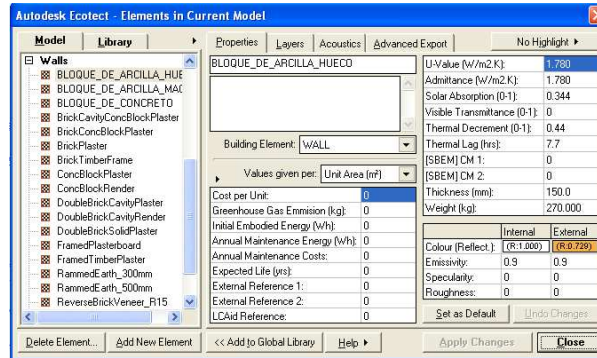 Autodesk Ecotect - Elements in Current Model
Model
Library
Walls
BLOQUE_DE_ARCILLA_HUE
BLOQUE_DE_ARCILLA_MAC
BLOQUE_DE_CONCRETO
BrickCavityConcBlockPlaster
BrickConcBlockPlaster
BrickPlaster
BrickTimberFrame
ConcBlockPlaster
ConcBlockRender
DoubleBrickCavityPlaster
DoubleBrickCavityRender
DoubleBrickSolidPlaster
FramedPlasterboard
FramedTimberPlaster
RammedEarth_300mm
RammedEarth_500mm
ReverseBrickVeneer_R15
Delete Element...
Add New Element
Properties
Layers
Acoustics
Advanced Export
No Highlight
BLOQUE_DE_ARCILLA_HUECO
Building Element: WALL
Values given per: Unit Area (m²)
Cost per Unit: 0
Greenhouse Gas Emmision (kg): 0
Initial Embodied Energy (Wh): 0
Annual Maintenance Energy (Wh): 0
Annual Maintenance Costs: 0
Expected Life (yrs): 0
External Reference 1: 0
External Reference 2: 0
LCAid Reference: 0
<< Add to Global Library
Help
U-Value (W/m2.K): 1.780
Admittance (W/m2.K): 1.780
Solar Absorption (0-1): 0.344
Visible Transmittance (0-1): 0
Thermal Decrement (0-1): 0.44
Thermal Lag (hrs): 7.7
[SBEM] CM 1: 0
[SBEM] CM 2: 0
Thickness (mm): 150.0
Weight (kg): 270.000
Internal External
Colour (Reflect.): (R:1.000) (R:0.729)
Emissivity: 0.9 0.9
Specularity: 0 0
Roughness: 0 0
Set as Default
Undo Changes
Apply Changes
Close